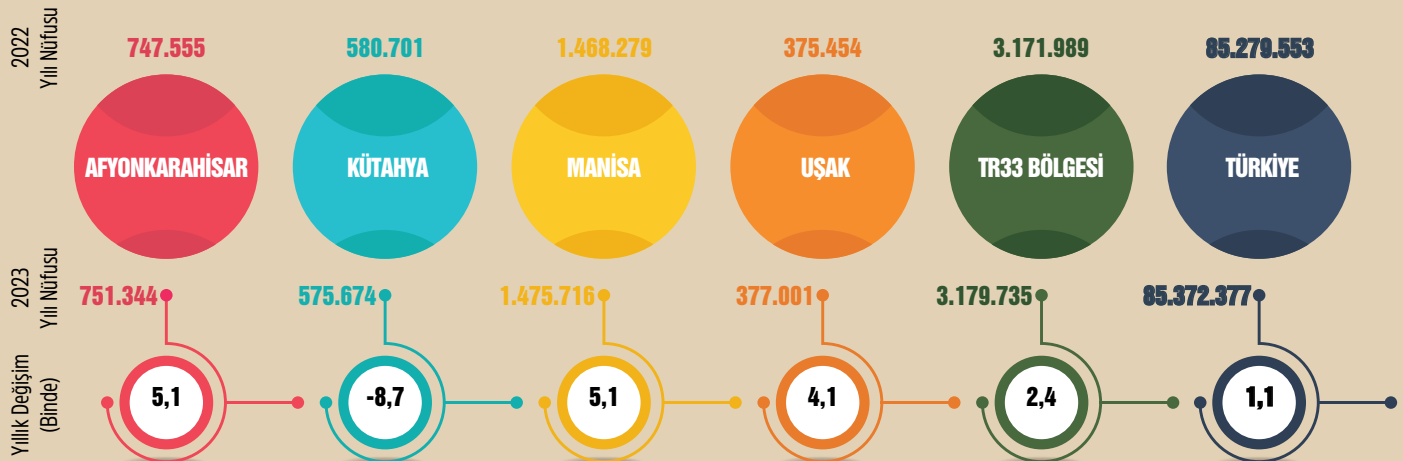 2022
Yılı Nüfusu
747.555
580.701
1.468.279
375.454
3.171.989
85.279.553
AFYONKARAHİSAR
KÜTAHYA
MANİSA
UŞAK
TR33 BÖLGESİ
TÜRKİYE
2023
Yılı Nüfusu
751.344
575.674
1.475.716
377.001
3.179.735
85.372.377
Yıllık Değişim
(Binde)
5,1
-8,7
5,1
4,1
2,4
1,1